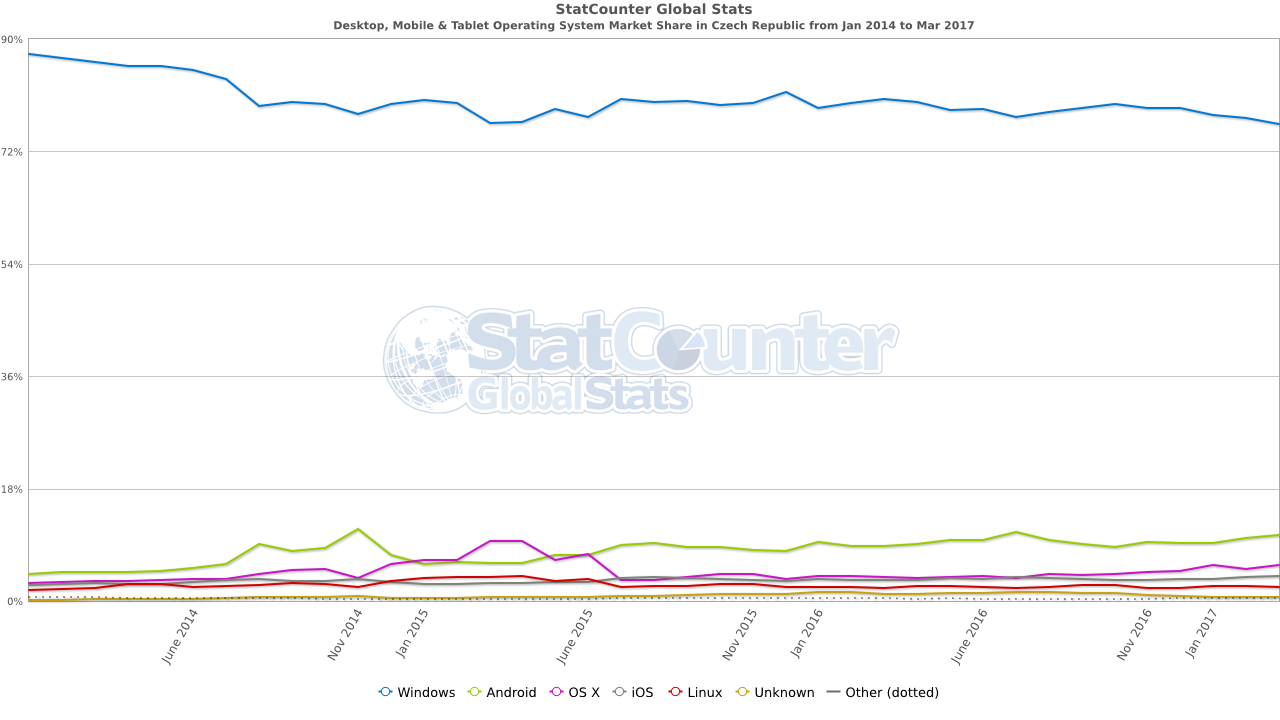 StatCounter Global Stats
Desktop, Mobile & Tablet Operating System Market Share in Czech Republic from Jan 2014 to Mar 2017
90%
72%
54%
StatCounter
36%
GlobalStats
18%
0%
June 2014
Nov 2014
Jan 2015
June 2015
Nov 2015
Jan 2016
June 2016
Nov 2016
Jan 2017
Windows Android OS X iOS Linux Unknown Other (dotted)